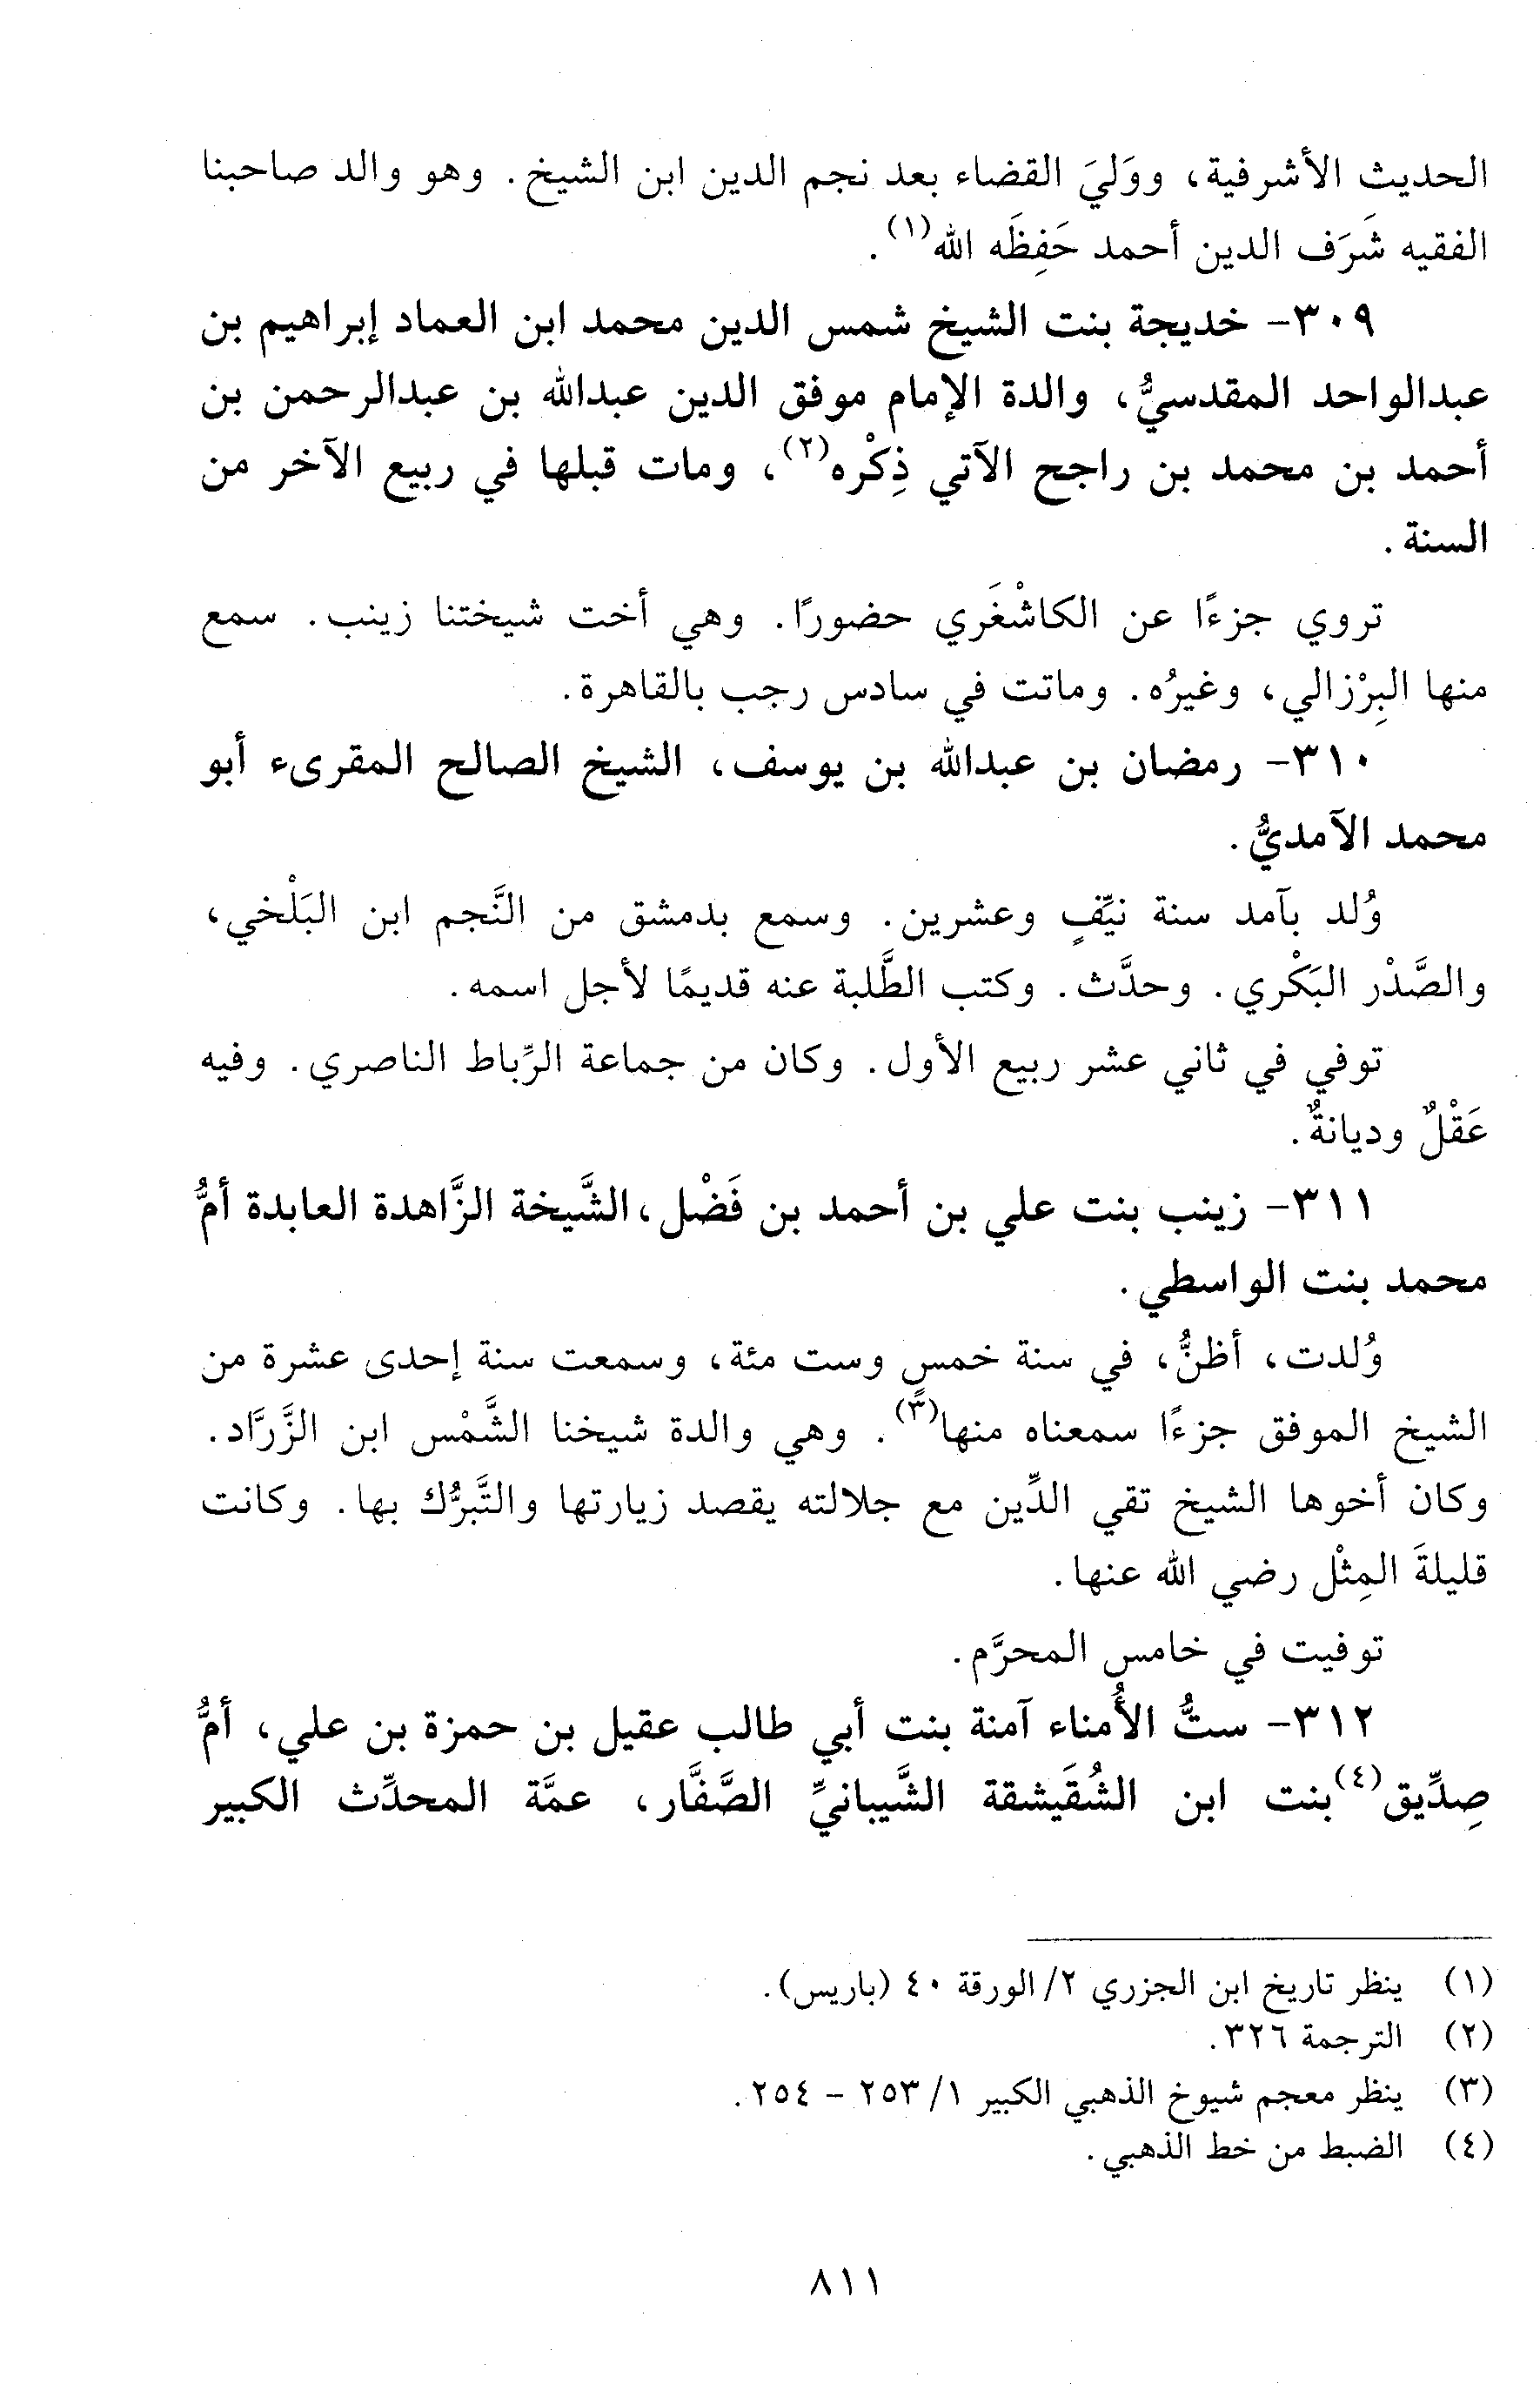 الحديث الأشرفية، ووَليَ القضاء بعد نجم الدين ابن الشيخ. وهو والد صاحبنا
الفقيه شَرَف الدين أحمد حَفِظَه الله(١).
٣٠٩- خديجة بنت الشيخ شمس الدين محمد ابن العماد إبراهيم بن
عبدالواحد المقدسيُّ، والدة الإمام موفق الدين عبدالله بن عبدالرحمن بن
أحمد بن محمد بن راجح الآتي ذِكْره(٢)، ومات قبلها في ربيع الآخر من
السنة.
تروي جزءًا عن الكاشْغَري حضورًا. وهي أخت شيختنا زينب. سمع
منها البِرْزالي، وغيرُه. وماتت في سادس رجب بالقاهرة.
٣١٠- رمضان بن عبدالله بن يوسف، الشيخ الصالح المقرىء أبو
محمد الآمديُّ.
وُلد بآمد سنة نيِّفٍ وعشرين. وسمع بدمشق من النَّجم ابن البَلْخي،
والصَّدْر البَكْري. وحدَّث. وكتب الطَّلبة عنه قديمًا لأجل اسمه.
توفي في ثاني عشر ربيع الأول. وكان من جماعة الرِّباط الناصري. وفيه
عَقْلٌ وديانةٌ.
٣١١- زينب بنت علي بن أحمد بن فَضْل، الشَّيخة الزَّاهدة العابدة أمُّ
محمد بنت الواسطي.
وُلدت، أظنُّ، في سنة خمسٍ وست مئة، وسمعت سنة إحدى عشرة من
الشيخ الموفق جزءًا سمعناه منها(٣). وهي والدة شيخنا الشَّمْس ابن الزَّرَّاد.
وكان أخوها الشيخ تقي الدِّين مع جلالته يقصد زيارتها والتَّبرُّك بها. وكانت
قليلةَ المِثْل رضي الله عنها.
توفيت في خامس المحرَّم.
٣١٢- ستُّ الأُمناء آمنة بنت أبي طالب عقيل بن حمزة بن علي، أمُّ
صِدِّيق(٤) بنت ابن الشُقَيشقة الشَّيبانيِّ الصَّفَّار، عمَّة المحدِّث الكبير
(١) ينظر تاريخ ابن الجزري ٢/ الورقة ٤٠ (باريس).
(٢) الترجمة ٣٢٦.
(٣) ينظر معجم شيوخ الذهبي الكبير ١/ ٢٥٣ - ٢٥٤.
(٤) الضبط من خط الذهبي.
٨١١